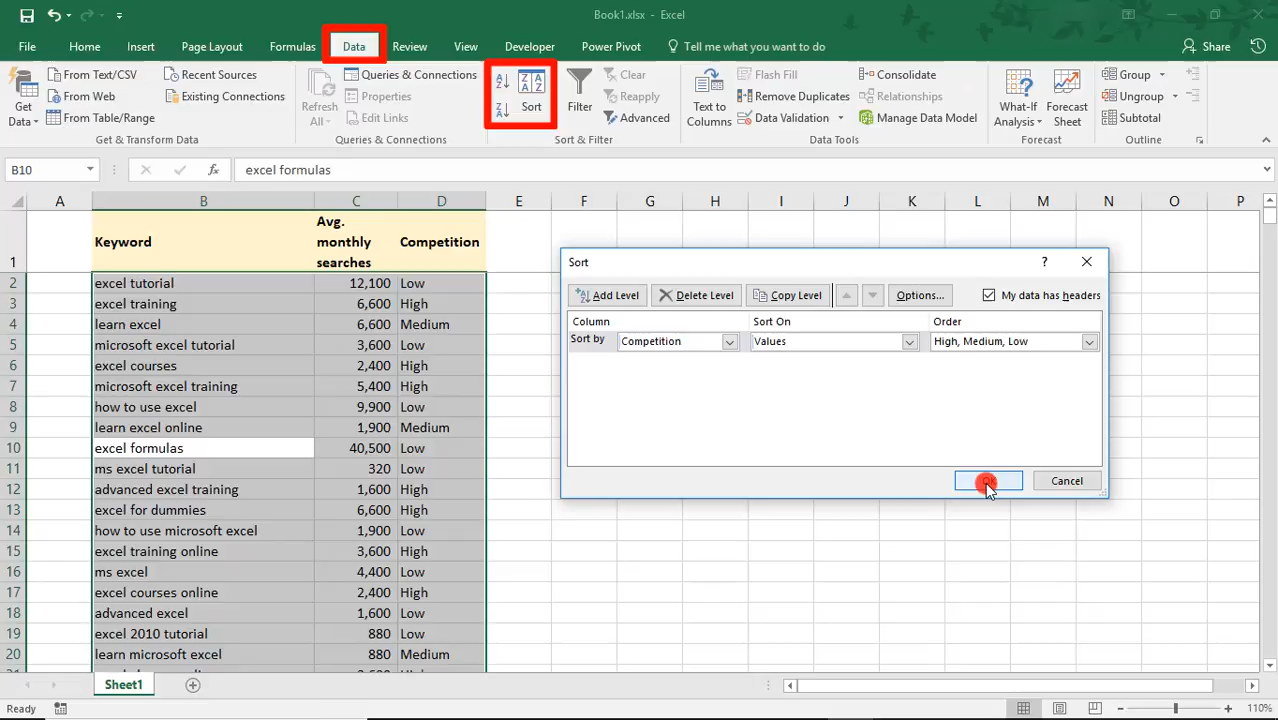 Book1.xlsx - Excel
File Home Insert Page Layout Formulas Data Review View Developer Power Pivot Tell me what you want to do Share
Get Data
From Text/CSV
From Web
From Table/Range
Recent Sources
Existing Connections
Get & Transform Data
Refresh All
Queries & Connections
Properties
Edit Links
Queries & Connections
Sort
Filter
Clear
Reapply
Advanced
Sort & Filter
Text to Columns
Flash Fill
Remove Duplicates
Data Validation
Consolidate
Relationships
Manage Data Model
What-If Analysis
Forecast Sheet
Forecast
Group
Ungroup
Subtotal
Outline
B10 fx excel formulas
A B C D E F G H I J K L M N O P
1 Keyword Avg. monthly searches Competition
2 excel tutorial 12,100 Low
3 excel training 6,600 High
4 learn excel 6,600 Medium
5 microsoft excel tutorial 3,600 Low
6 excel courses 2,400 High
7 microsoft excel training 5,400 High
8 how to use excel 9,900 Low
9 learn excel online 1,900 Medium
10 excel formulas 40,500 Low
11 ms excel tutorial 320 Low
12 advanced excel training 1,600 High
13 excel for dummies 6,600 High
14 how to use microsoft excel 1,900 Low
15 excel training online 3,600 High
16 ms excel 4,400 Low
17 excel courses online 2,400 High
18 advanced excel 1,600 Low
19 excel 2010 tutorial 880 Low
20 learn microsoft excel 880 Medium
Sort ?
Add Level Delete Level Copy Level Options... My data has headers
Column Sort On Order
Sort by Competition Values High, Medium, Low
Cancel
Sheet1
Ready 110%